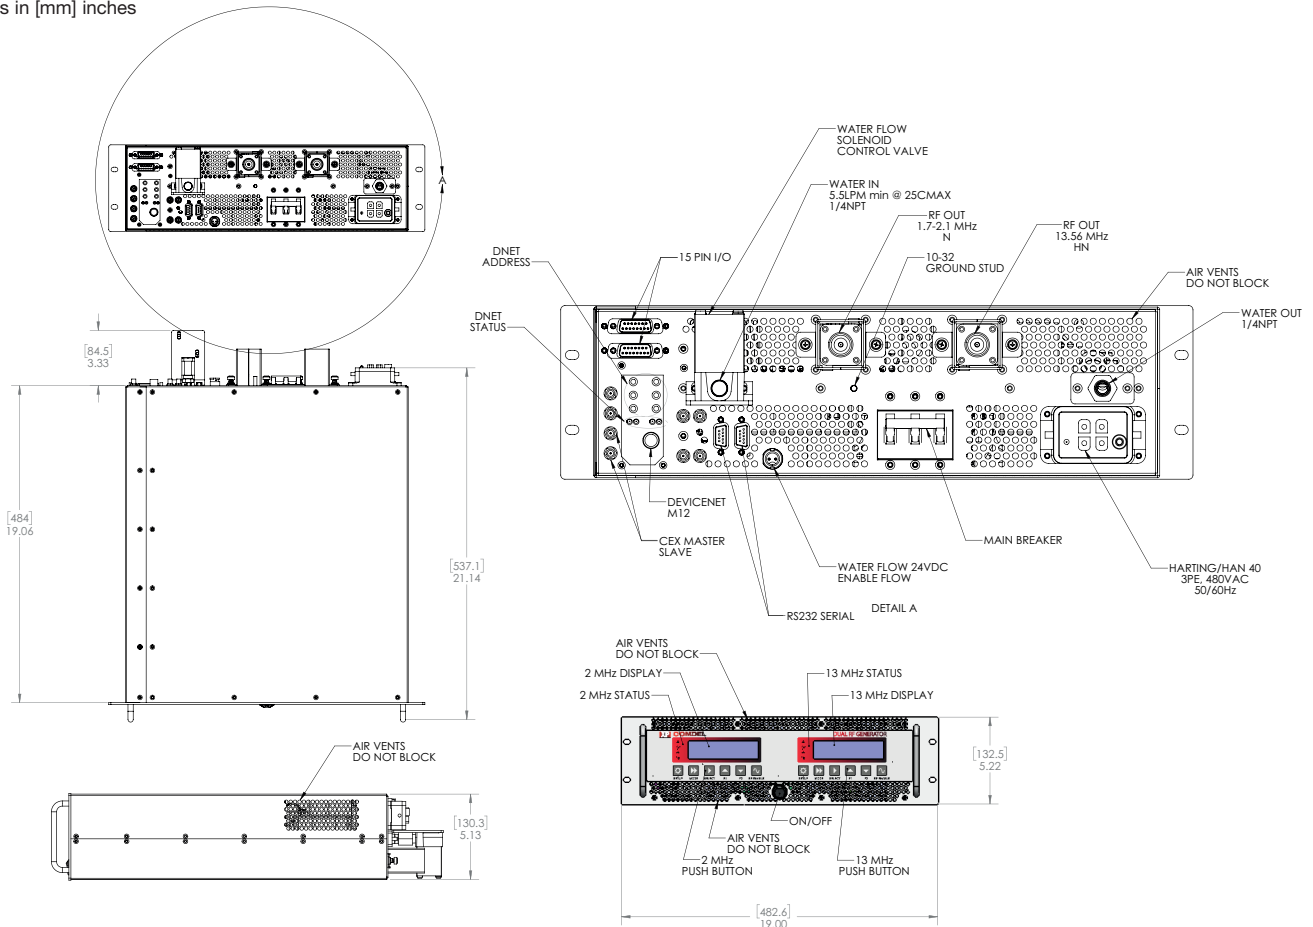 s in [mm] inches
A
WATER FLOW
SOLENOID
CONTROL VALVE
WATER IN
5.5LPM min @ 25CMAX
1/4NPT
RF OUT
1.7-2.1 MHz
N
RF OUT
13.56 MHz
HN
10-32
GROUND STUD
AIR VENTS
DO NOT BLOCK
WATER OUT
1/4NPT
DNET
ADDRESS
15 PIN I/O
DNET
STATUS
[84.5]
3.33
[484]
19.06
[537.1]
21.14
DEVICENET
M12
CEX MASTER
SLAVE
WATER FLOW 24VDC
ENABLE FLOW
RS232 SERIAL
DETAIL A
MAIN BREAKER
HARTING/HAN 40
3PE, 480VAC
50/60Hz
AIR VENTS
DO NOT BLOCK
2 MHz DISPLAY
2 MHz STATUS
13 MHz STATUS
13 MHz DISPLAY
COMDEL
DUAL RF GENERATOR
[132.5]
5.22
ON/OFF
AIR VENTS
DO NOT BLOCK
2 MHz
PUSH BUTTON
13 MHz
PUSH BUTTON
[482.6]
19.00
AIR VENTS
DO NOT BLOCK
[130.3]
5.13